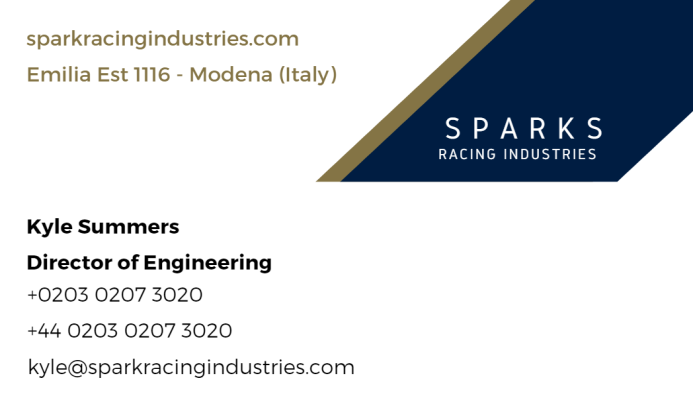 sparkracingindustries.com
Emilia Est 1116 - Modena (Italy)
SPARKS
RACING INDUSTRIES
Kyle Summers
Director of Engineering
+0203 0207 3020
+44 0203 0207 3020
kyle@sparkracingindustries.com